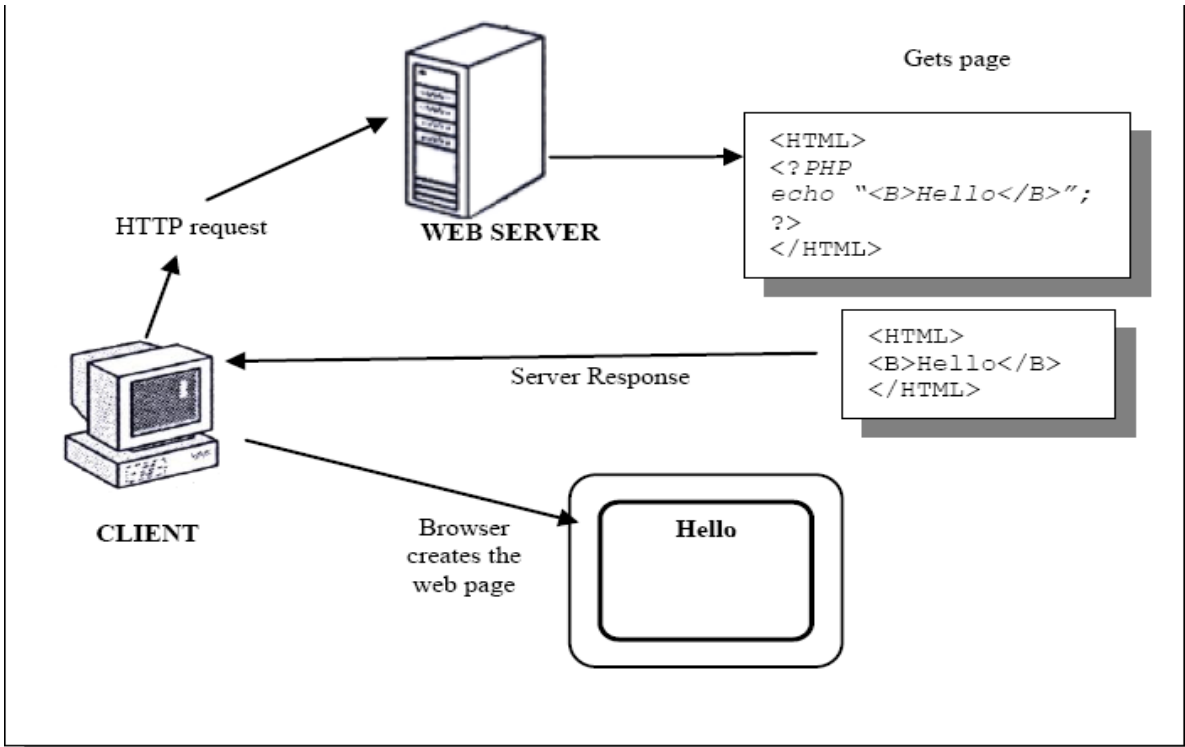 Gets page
<HTML>
<?PHP
echo “<B>Hello</B>”;
?>
</HTML>
HTTP request
WEB SERVER
<HTML>
<B>Hello</B>
</HTML>
Server Response
CLIENT
Browser
creates the
web page
Hello